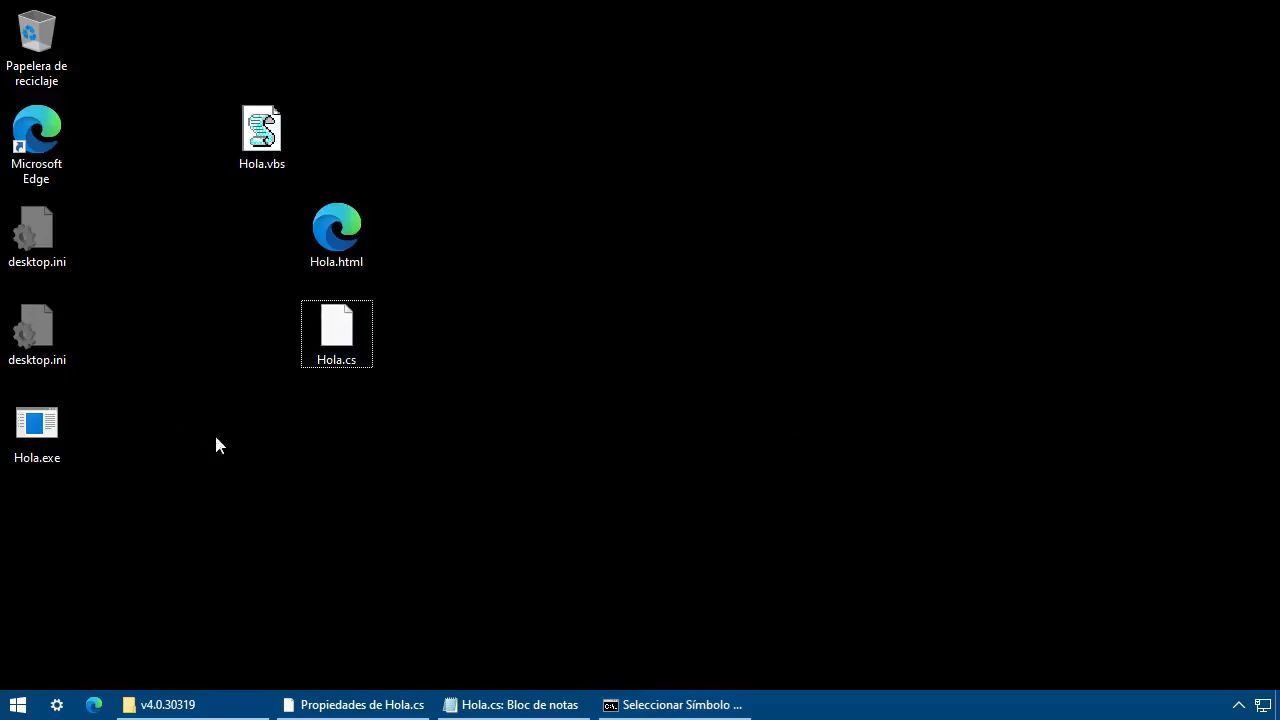 Papelera de
reciclaje
Microsoft
Edge
Hola.vbs
desktop.ini
Hola.html
desktop.ini
Hola.cs
Hola.exe
v4.0.30319
Propiedades de Hola.cs
Hola.cs: Bloc de notas
Seleccionar Símbolo ...